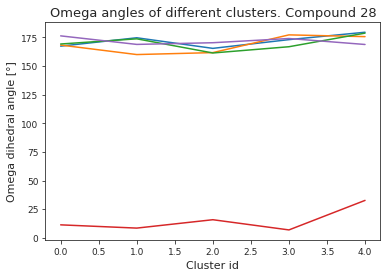 Omega angles of different clusters. Compound 28
Omega dihedral angle [°]
175
150
125
100
75
50
25
0
0.0 0.5 1.0 1.5 2.0 2.5 3.0 3.5 4.0
Cluster id